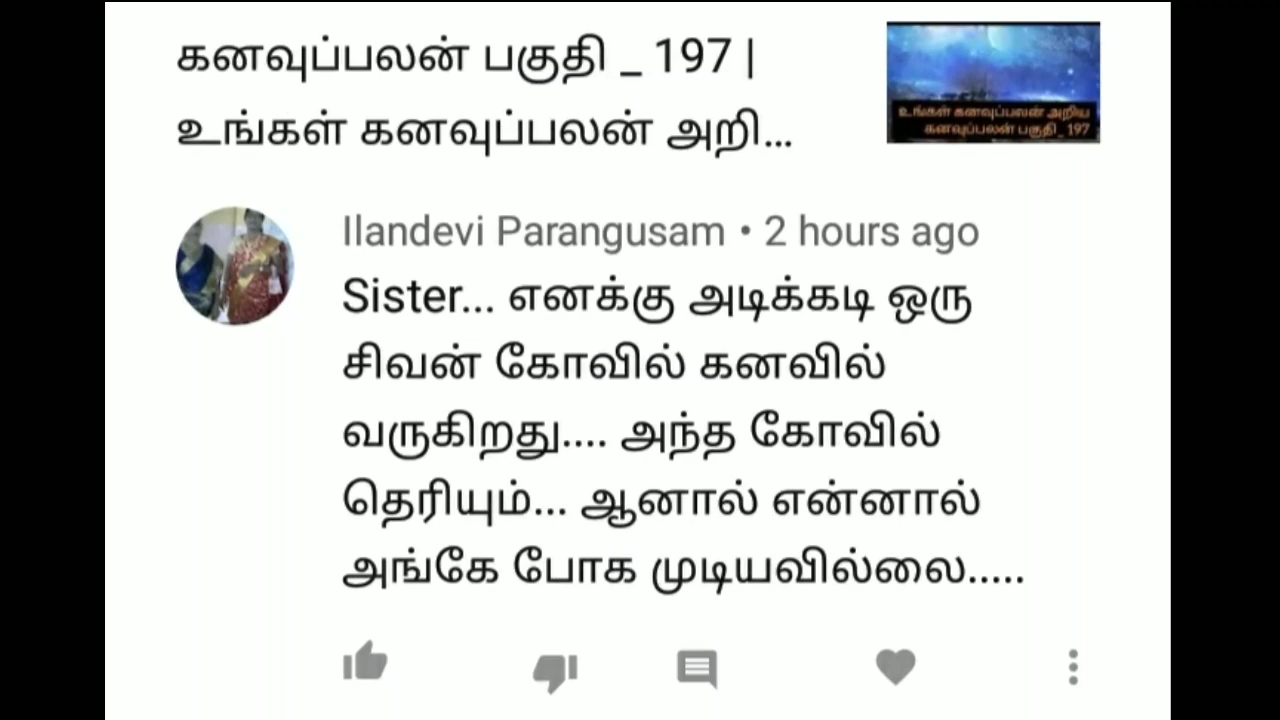 கனவுப்பலன் பகுதி _ 197 |
உங்கள் கனவுப்பலன் அறி...
உங்கள் கனவுப்பலன் அறிய
கனவுப்பலன் பகுதி_ 197
Ilandevi Parangusam • 2 hours ago
Sister... எனக்கு அடிக்கடி ஒரு
சிவன் கோவில் கனவில்
வருகிறது.... அந்த கோவில்
தெரியும்... ஆனால் என்னால்
அங்கே போக முடியவில்லை.....